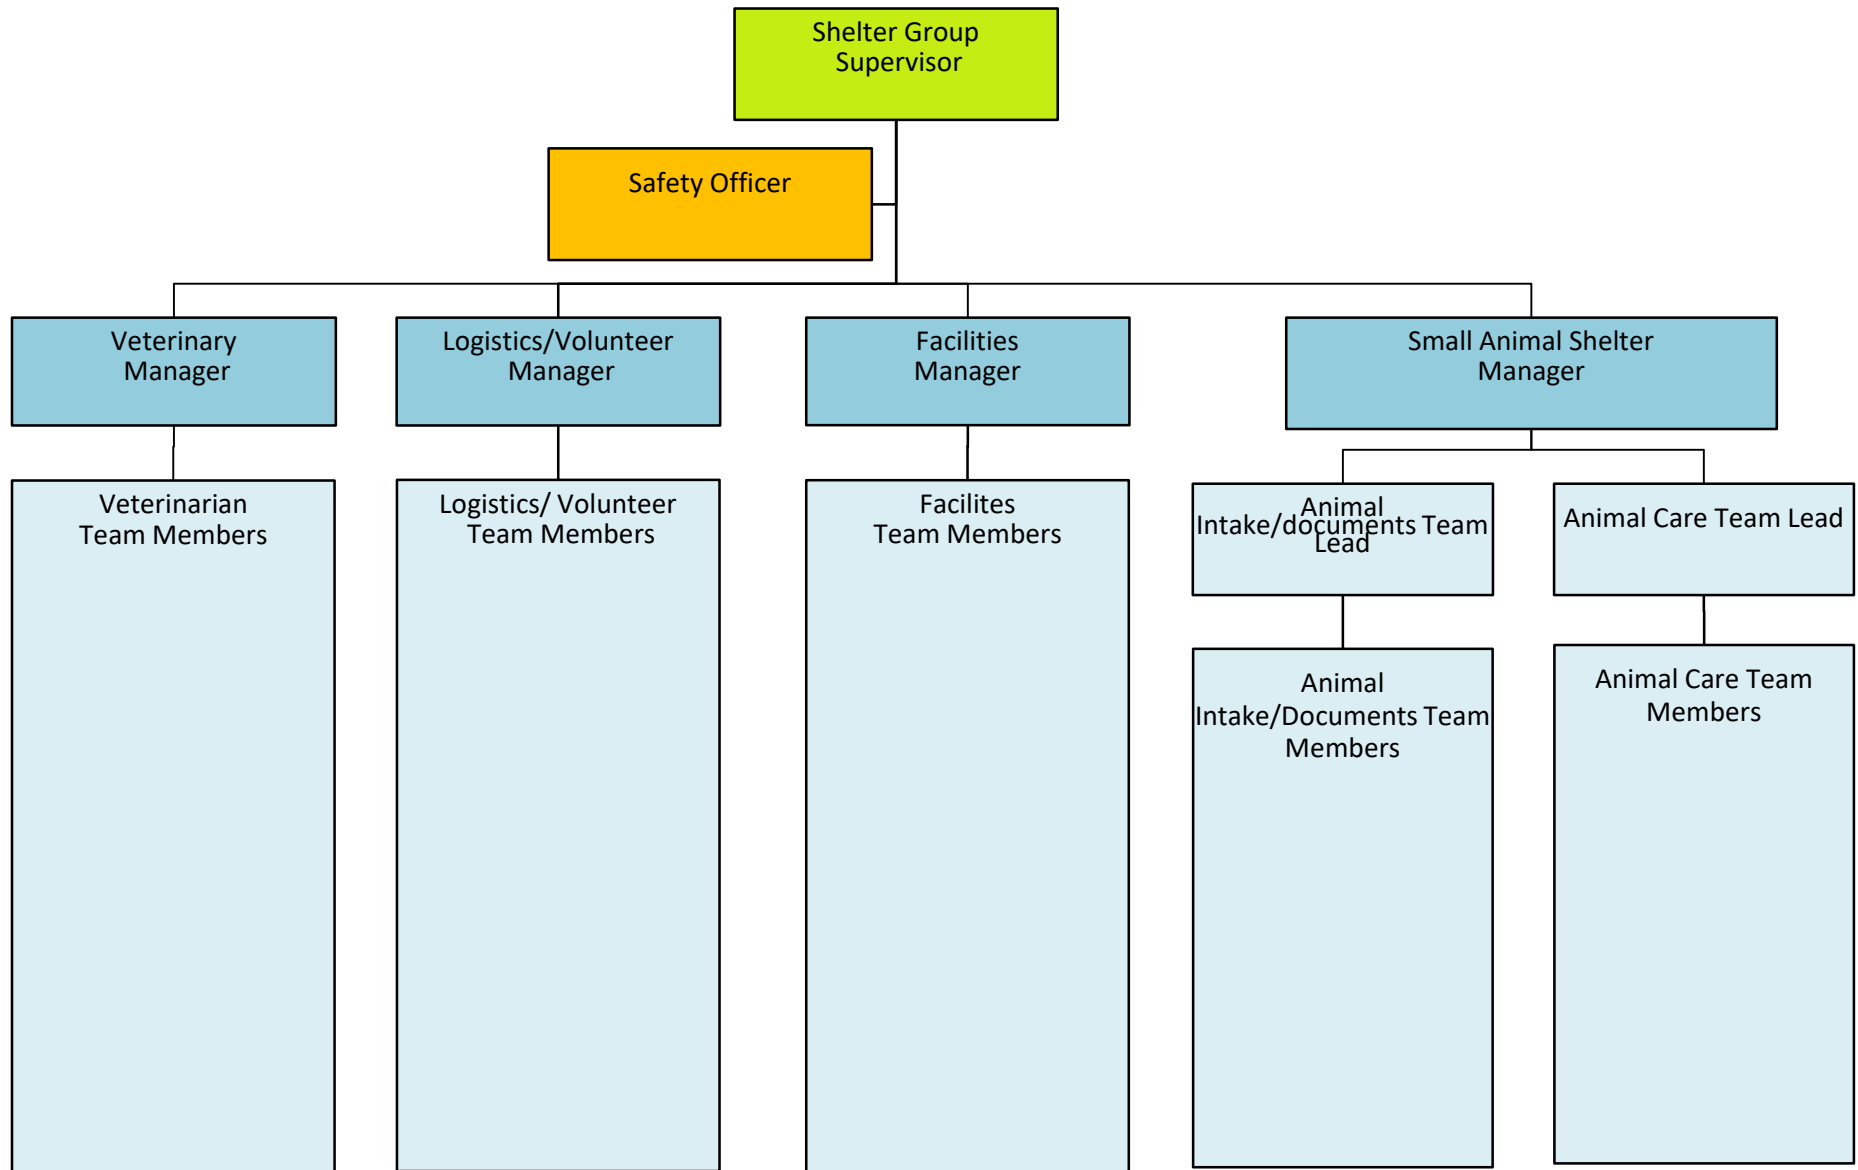 Shelter Group
Supervisor
Safety Officer
Veterinary
Manager
Logistics/Volunteer
Manager
Facilities
Manager
Small Animal Shelter
Manager
Veterinarian
Team Members
Logistics/ Volunteer
Team Members
Facilites
Team Members
Animal
Intake/documents Team
Lead
Animal Care Team Lead
Animal
Intake/Documents Team
Members
Animal Care Team
Members